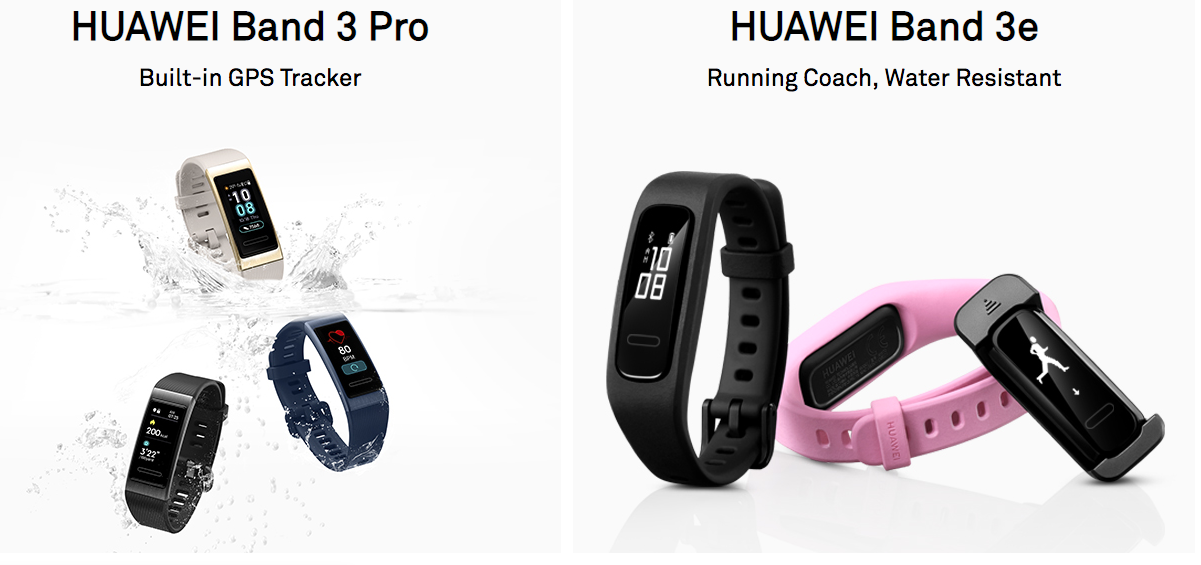 HUAWEI Band 3 Pro
Built-in GPS Tracker
10
08
80
BPM
200
3'22"
HUAWEI Band 3e
Running Coach, Water Resistant
10
08
HUAWEI
HUAWEI